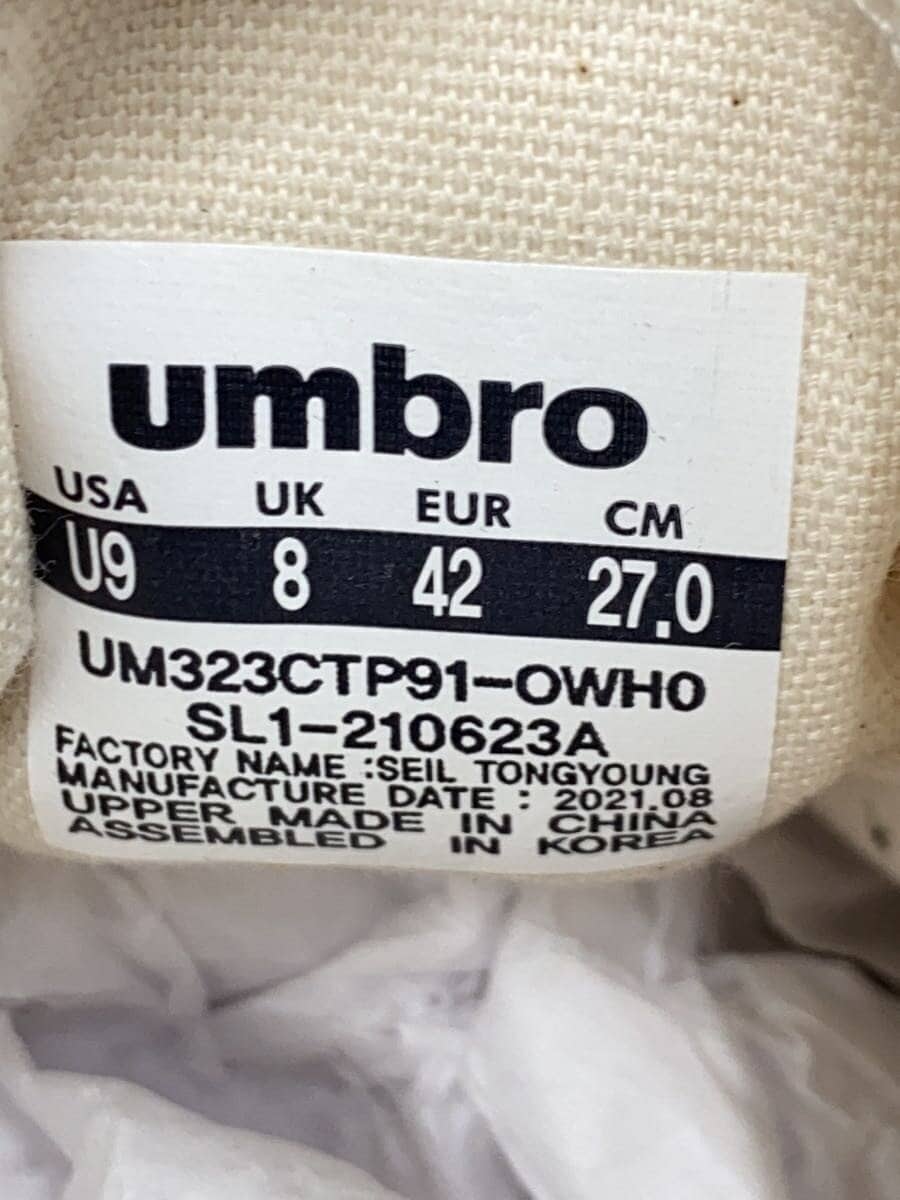 umbro
USA UK EUR CM
U9 8 42 27.0
UM323CTP91-OWH0
SL1-210623A
FACTORY NAME :SEIL TONGYOUNG
MANUFACTURE DATE : 2021.08
UPPER MADE IN CHINA
ASSEMBLED IN KOREA